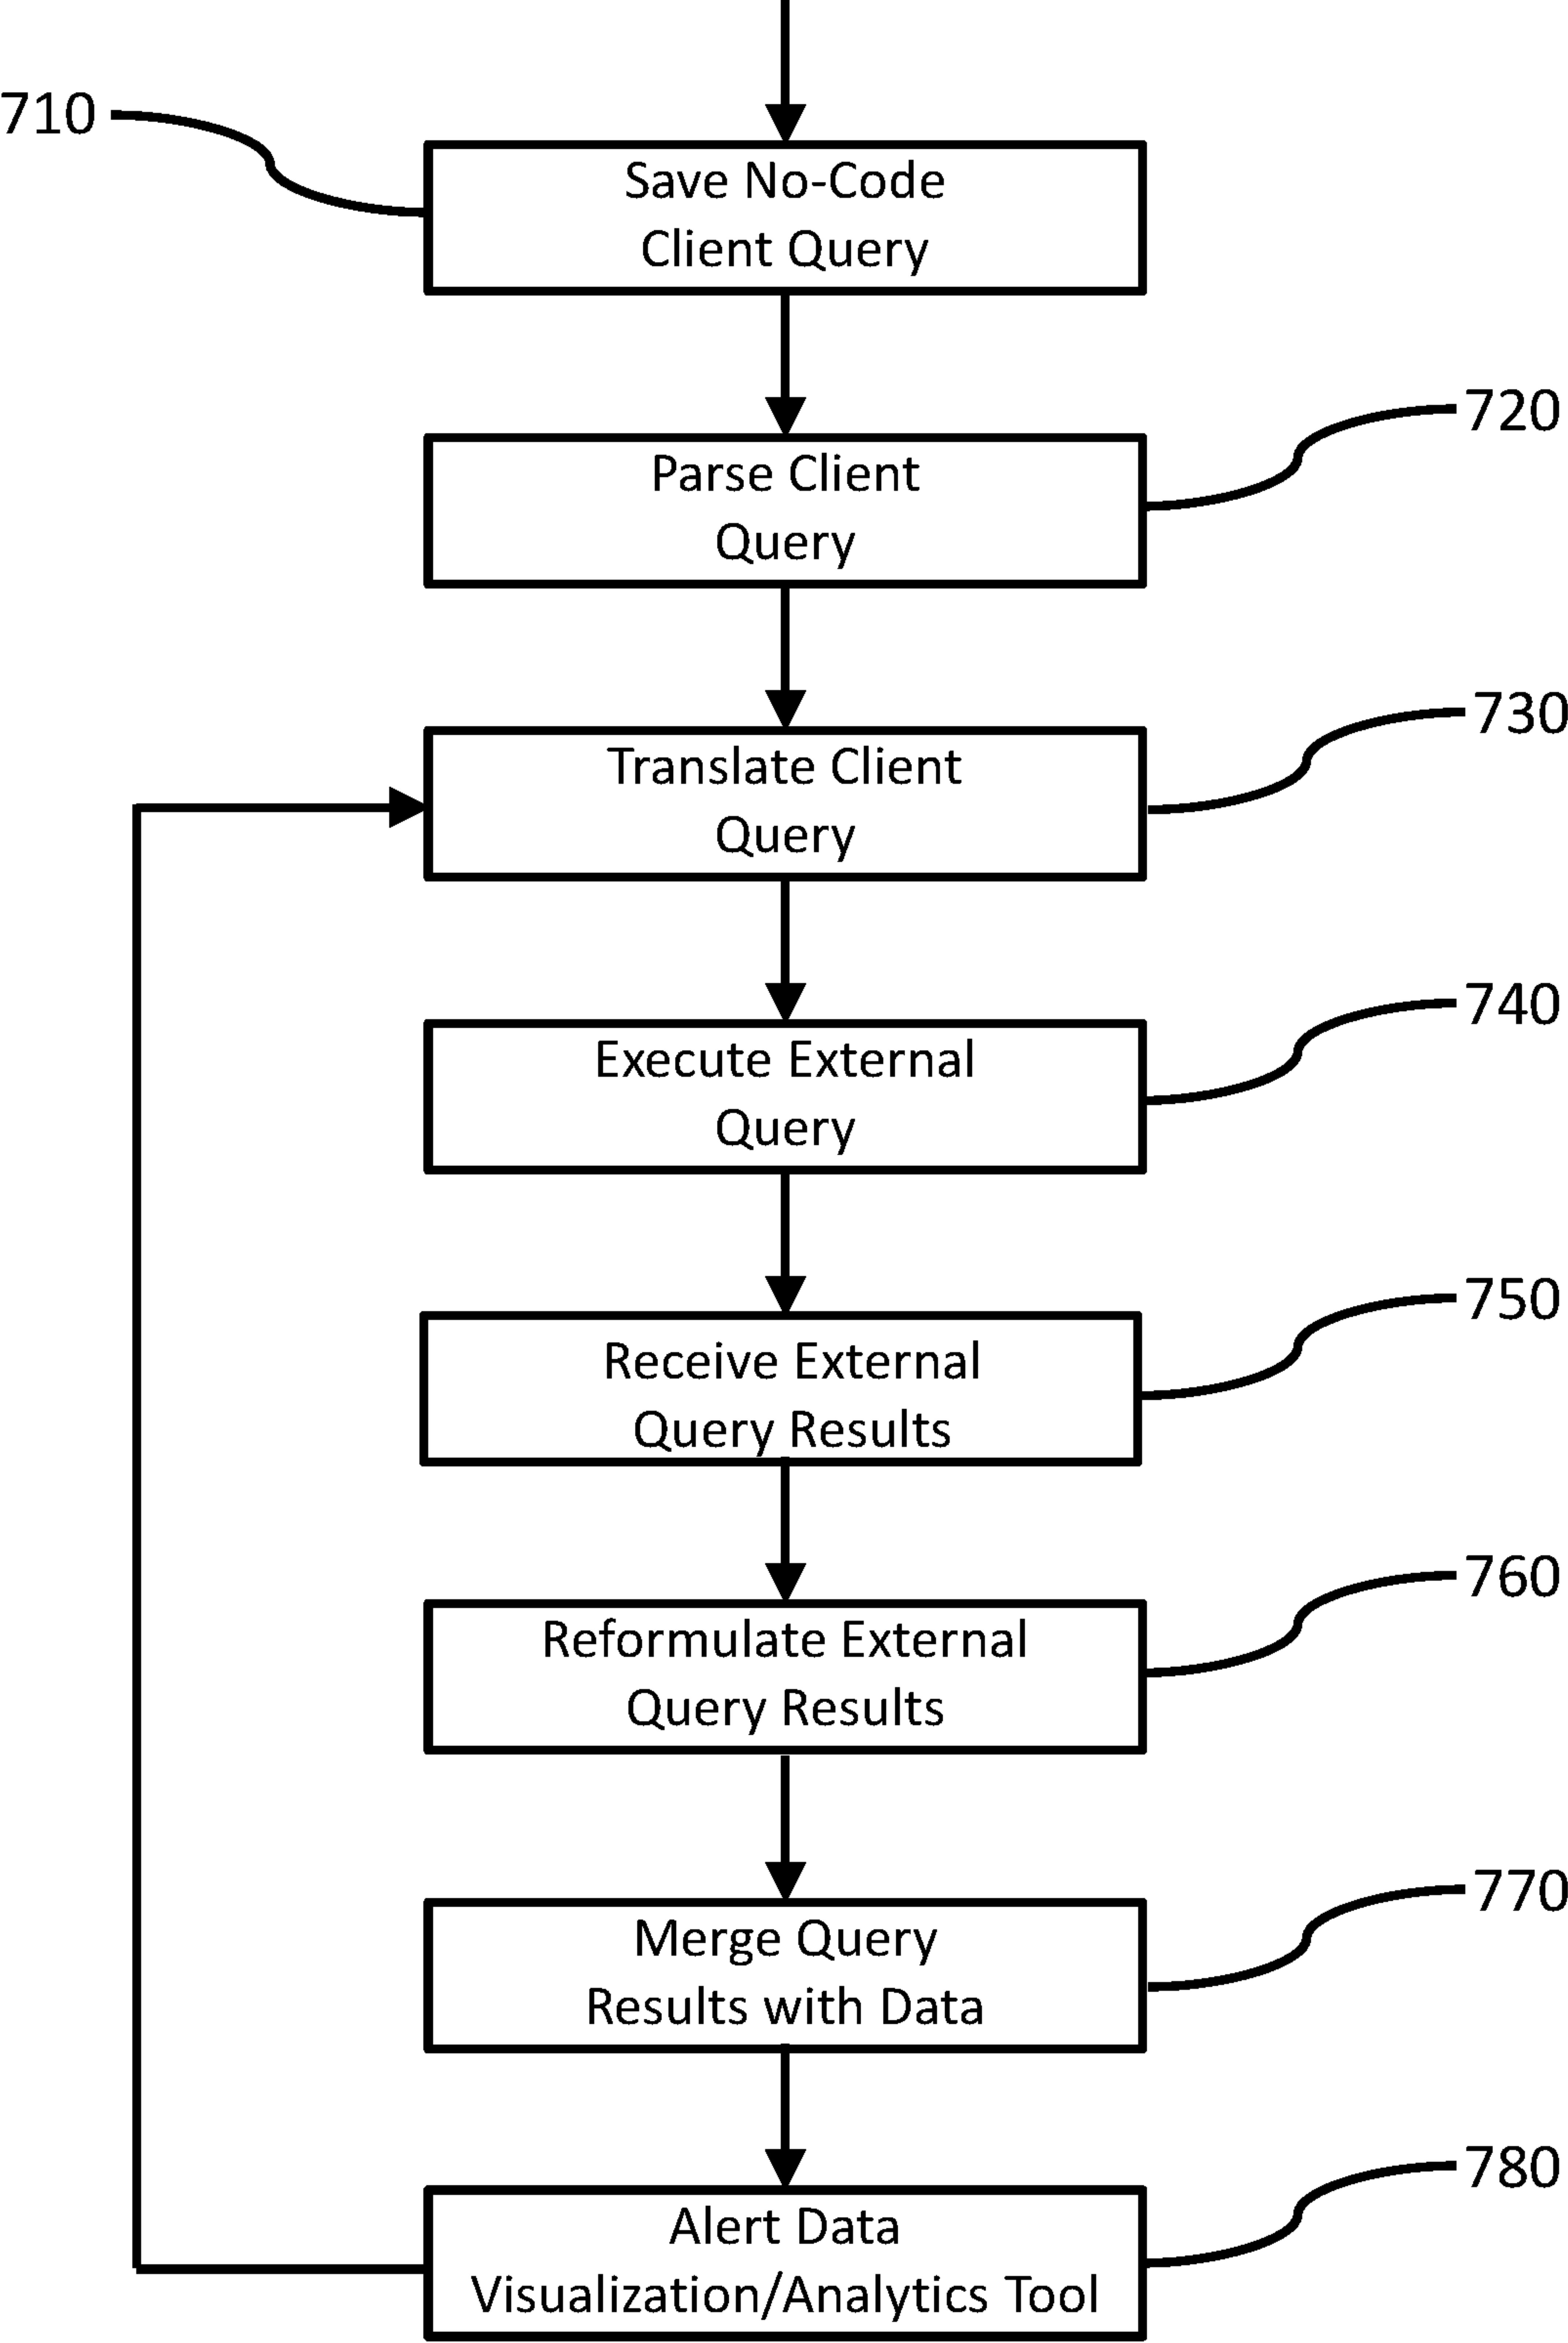 710
Save No-Code
Client Query
720
Parse Client
Query
730
Translate Client
Query
740
Execute External
Query
750
Receive External
Query Results
760
Reformulate External
Query Results
770
Merge Query
Results with Data
780
Alert Data
Visualization/Analytics Tool